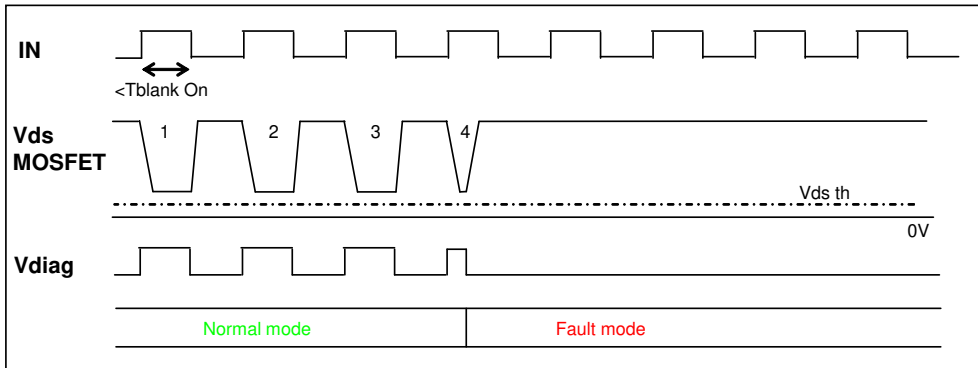 IN
<Tblank On
Vds
MOSFET
1 2 3 4
Vds th
0V
Vdiag
Normal mode Fault mode